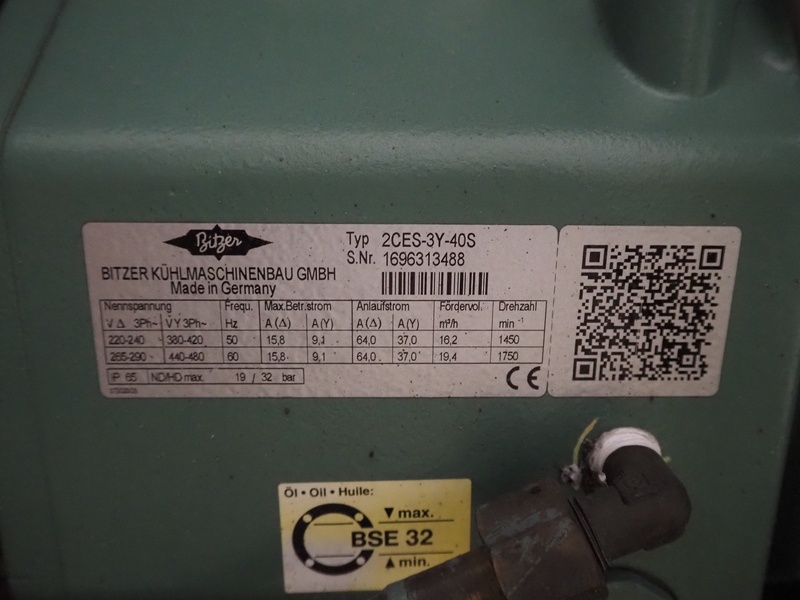 Bitzer
Typ 2CES-3Y-40S
S.Nr. 1696313488
BITZER KÜHLMASCHINENBAU GMBH
Made in Germany
Nennspannung Frequ. Max.Betr.strom Anlaufstrom Fördervol. Drehzahl
V Δ 3Ph~ V Y 3Ph~ Hz A (Δ) A (Y) A (Δ) A (Y) m³/h min⁻¹
220-240 380-420 50 15,8 9,1 64,0 37,0 16,2 1450
265-290 440-480 60 15,8 9,1 64,0 37,0 19,4 1750
IP 65 ND/HD max. 19 / 32 bar
CE
Öl • Oil • Huile:
▼ max.
BSE 32
▲ min.